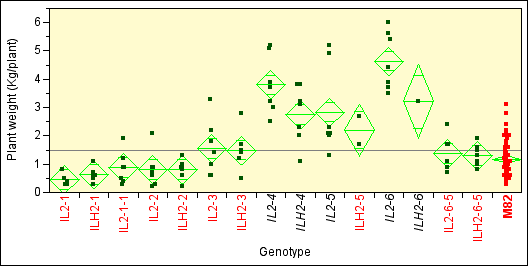 Plant weight (Kg/plant)
6
5
4
3
2
1
0
IL2-1
ILH2-1
IL2-1-1
IL2-2
ILH2-2
IL2-3
ILH2-3
IL2-4
ILH2-4
IL2-5
ILH2-5
IL2-6
ILH2-6
IL2-6-5
ILH2-6-5
M82
Genotype